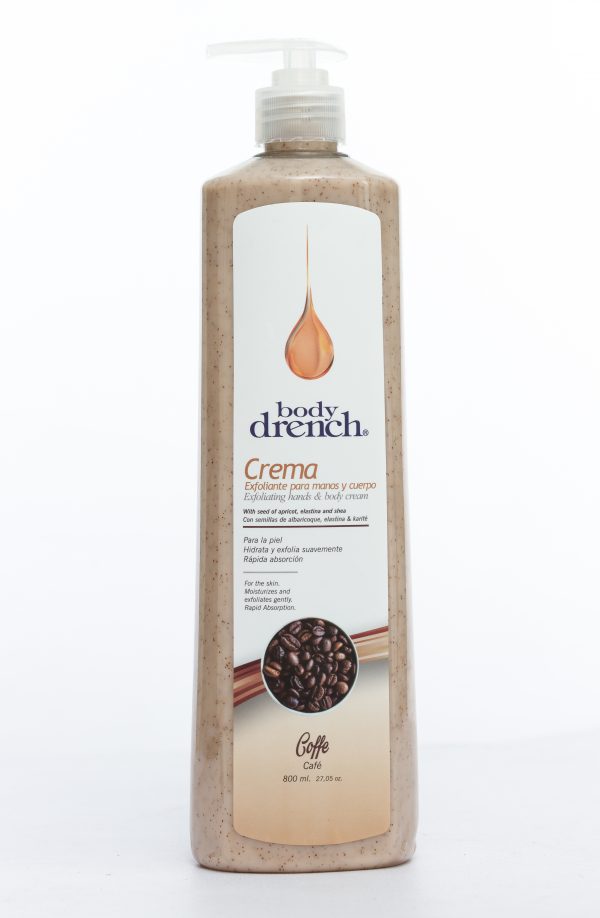 body
drench®
Crema
Exfoliante para manos y cuerpo
Exfoliating hands & body cream
With seed of apricot, elastina and shea
Con semillas de albaricoque, elastina & karité
Para la piel
Hidrata y exfolia suavemente
Rápida absorción
For the skin.
Moisturizes and
exfoliates gently.
Rapid Absorption.
Coffe
Café
800 ml. 27,05 oz.